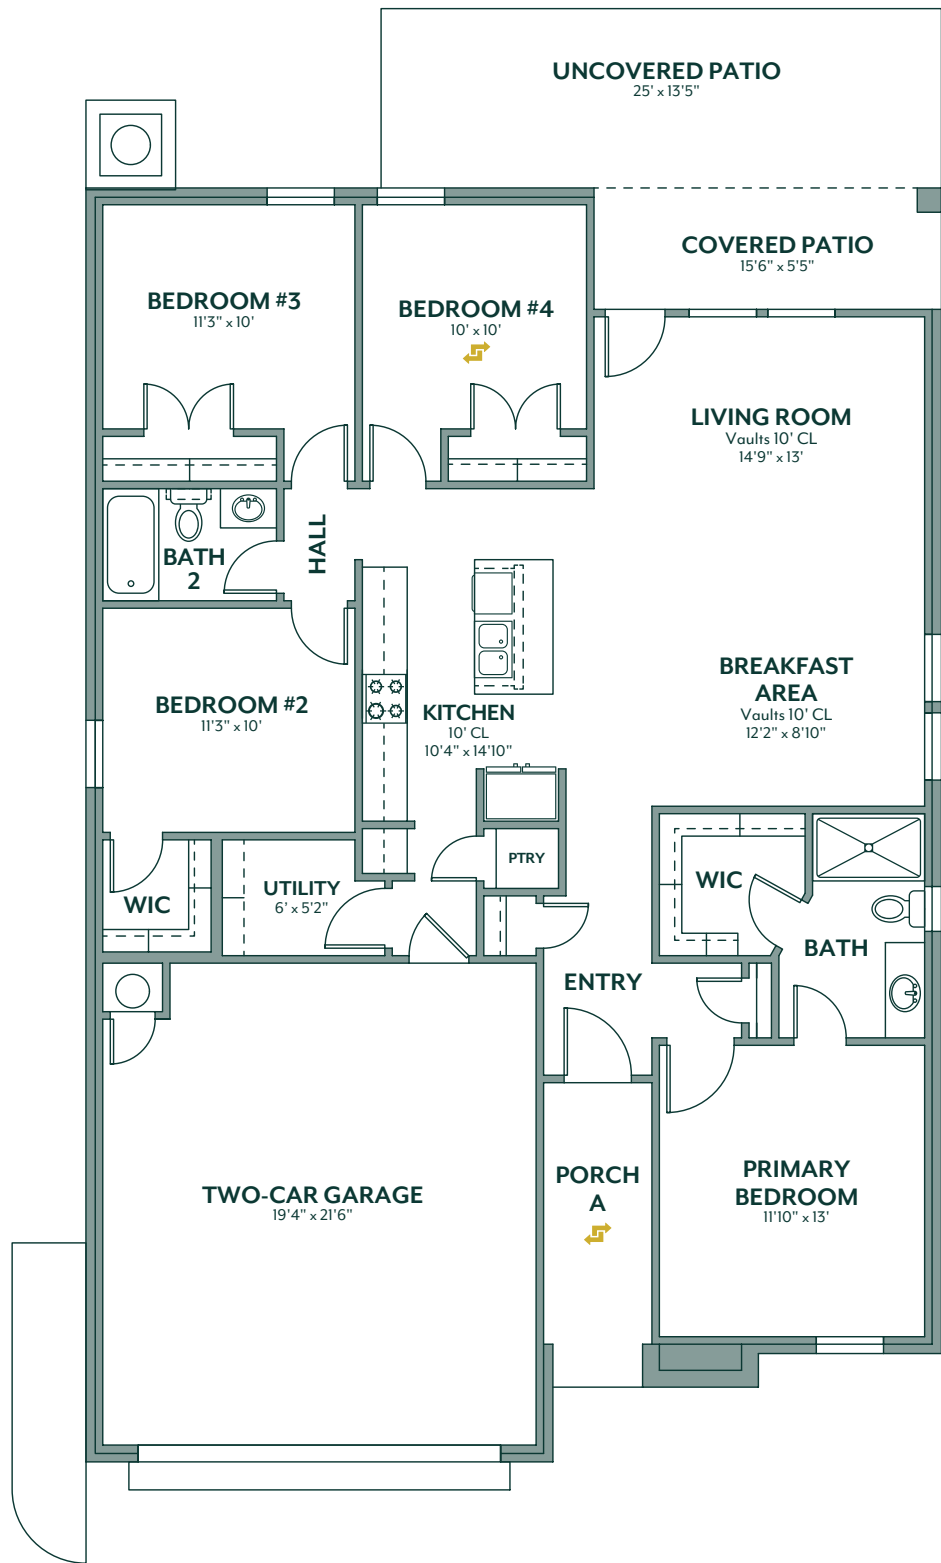 UNCOVERED PATIO
25' x 13'5"
COVERED PATIO
15'6" x 5'5"
BEDROOM #3
11'3" x 10'
BEDROOM #4
10' x 10'
LIVING ROOM
Vaults 10' CL
14'9" x 13'
HALL
BATH
2
BREAKFAST
AREA
Vaults 10' CL
12'2" x 8'10"
BEDROOM #2
11'3" x 10'
KITCHEN
10' CL
10'4" x 14'10"
PTRY
WIC
UTILITY
6' x 5'2"
WIC
BATH
ENTRY
TWO-CAR GARAGE
19'4" x 21'6"
PORCH
A
PRIMARY
BEDROOM
11'10" x 13'